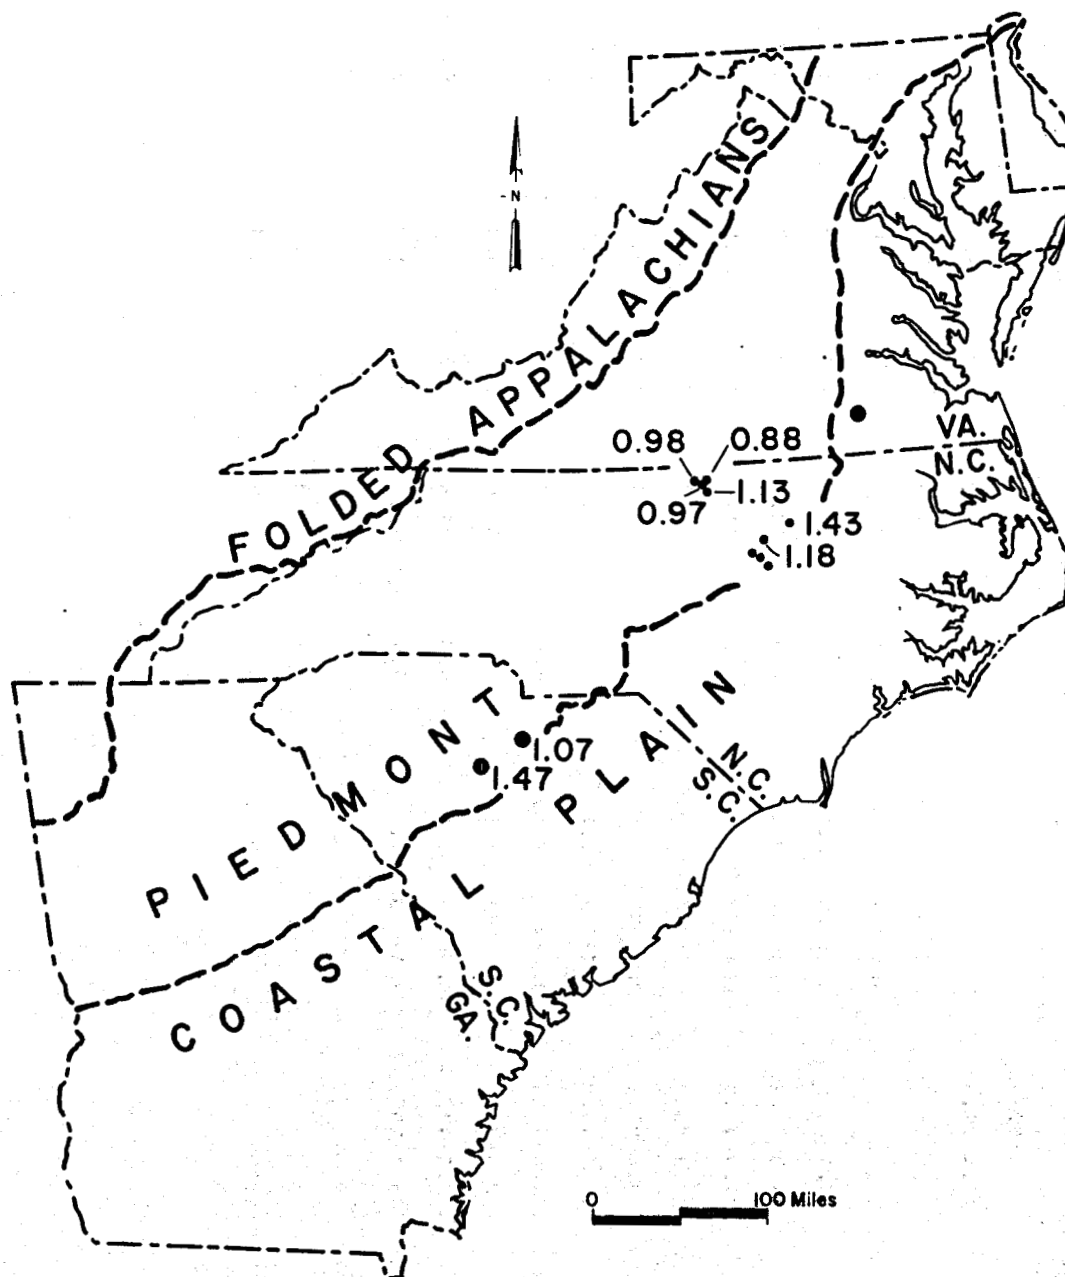 N
FOLDED APPALACHIANS
0.98
0.88
VA.
N.C.
1.13
0.97
1.43
1.18
1.07
1.47
N.C.
S.C.
PIEDMONT
COASTAL PLAIN
S.C.
GA.
0
100 Miles